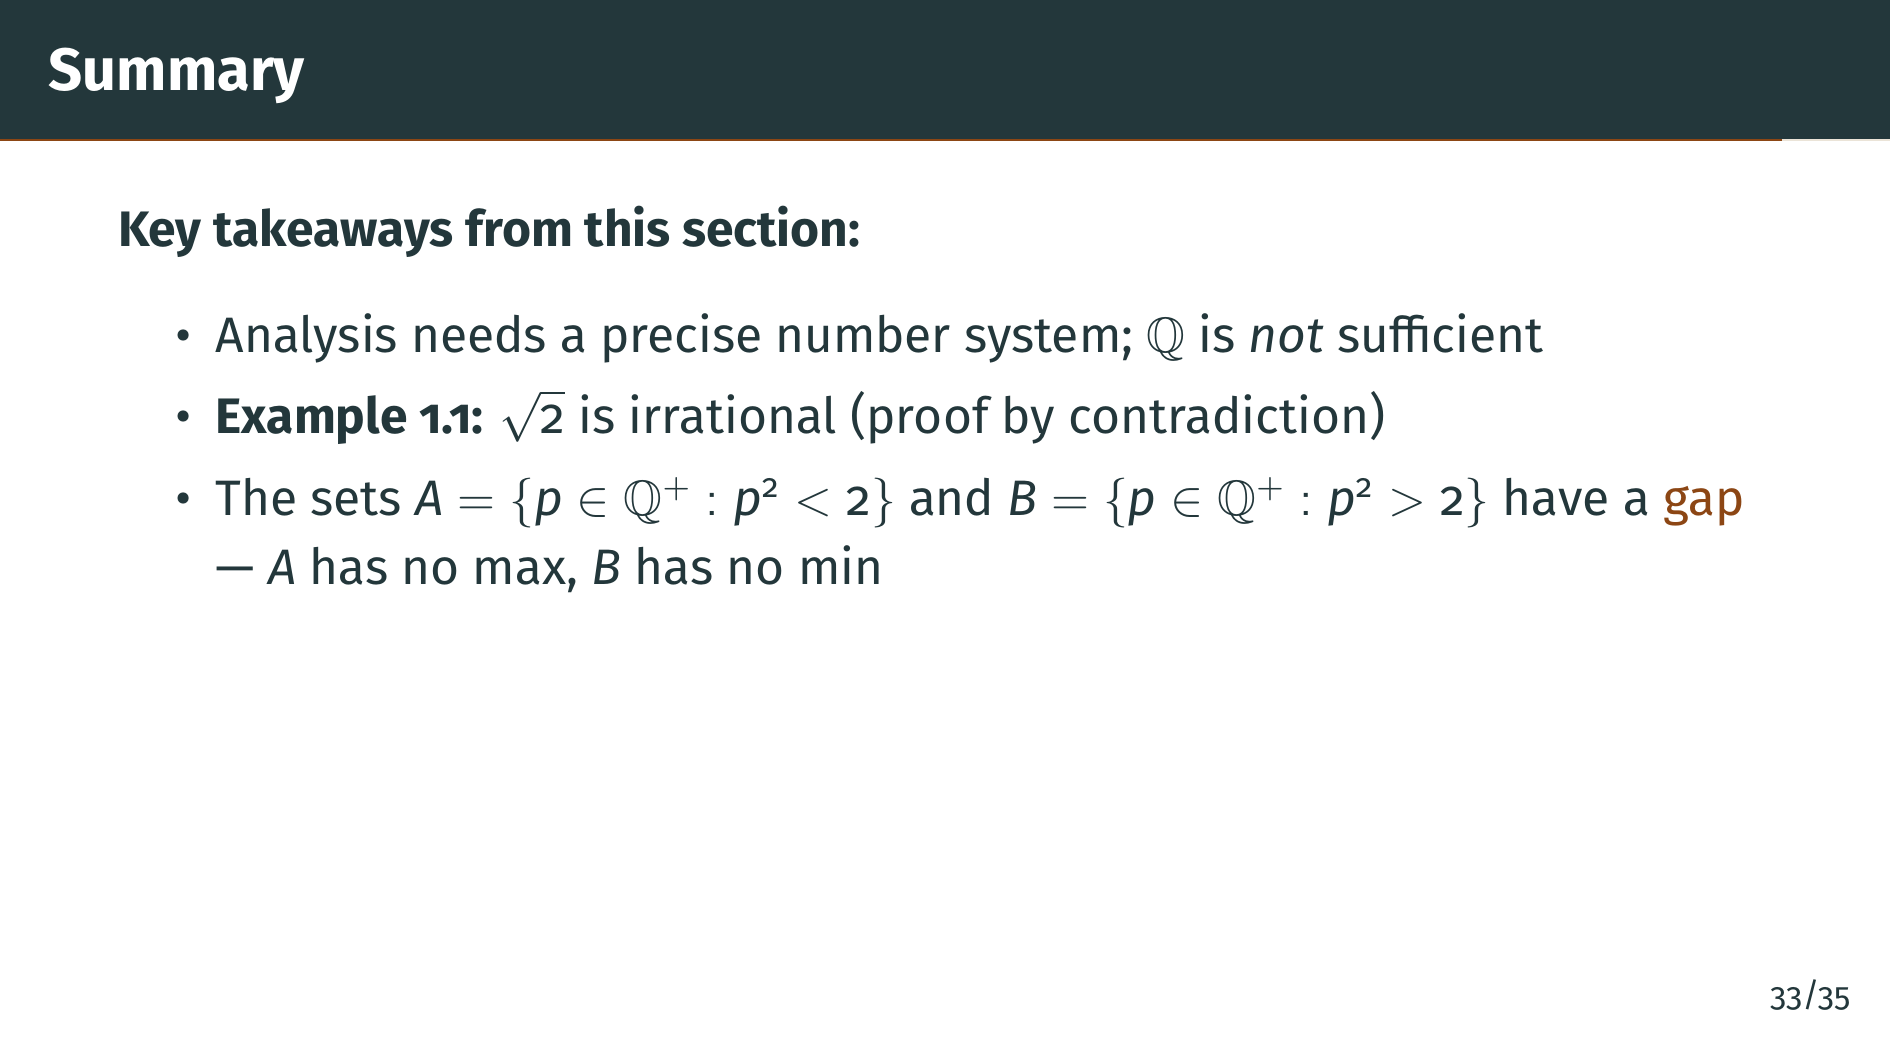 Summary
Key takeaways from this section:
• Analysis needs a precise number system; ℚ is not sufficient
• Example 1.1: √2 is irrational (proof by contradiction)
• The sets A = {p ∈ ℚ⁺ : p² < 2} and B = {p ∈ ℚ⁺ : p² > 2} have a gap
— A has no max, B has no min
33/35